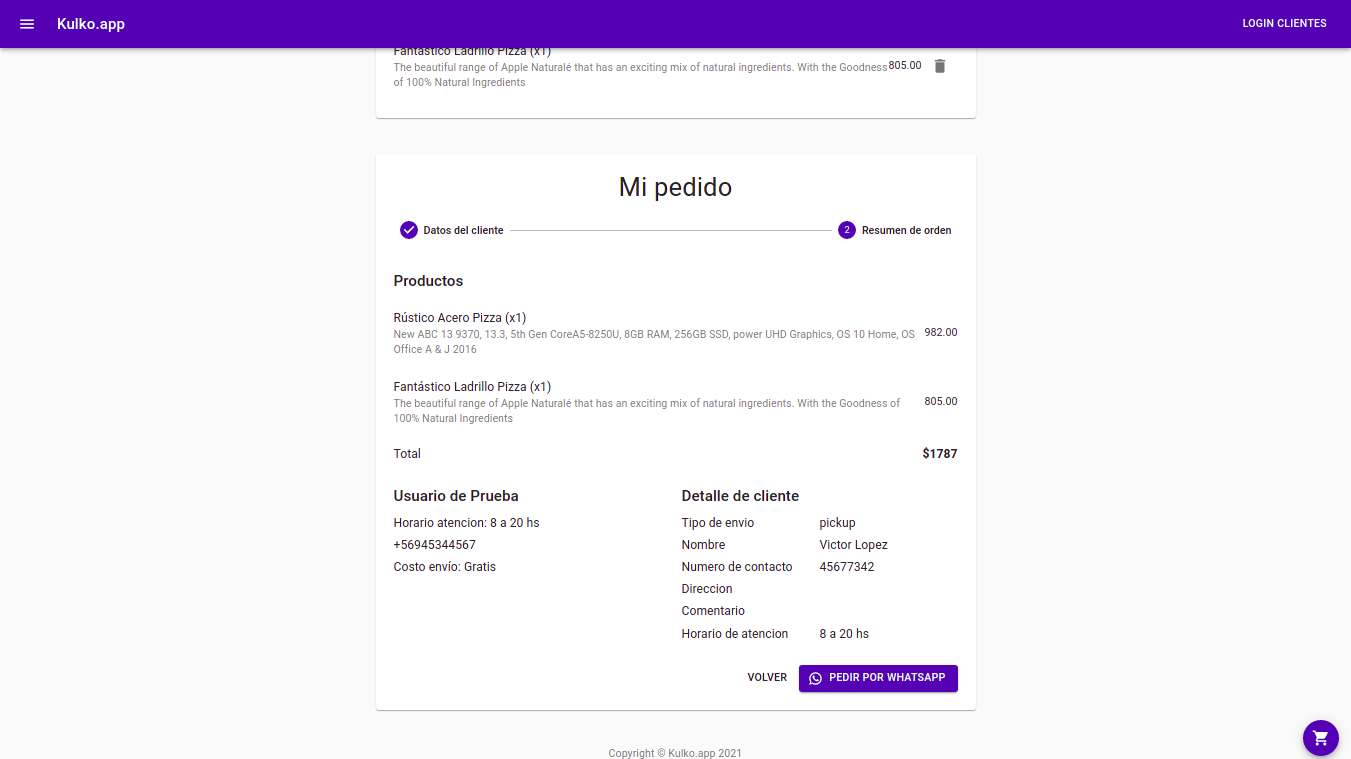 Kulko.app
LOGIN CLIENTES
Fantástico Ladrillo Pizza (x1)
The beautiful range of Apple Naturalé that has an exciting mix of natural ingredients. With the Goodness 805.00
of 100% Natural Ingredients
Mi pedido
Datos del cliente
2 Resumen de orden
Productos
Rústico Acero Pizza (x1)
New ABC 13 9370, 13.3, 5th Gen CoreA5-8250U, 8GB RAM, 256GB SSD, power UHD Graphics, OS 10 Home, OS 982.00
Office A & J 2016
Fantástico Ladrillo Pizza (x1)
The beautiful range of Apple Naturalé that has an exciting mix of natural ingredients. With the Goodness of 805.00
100% Natural Ingredients
Total $1787
Usuario de Prueba
Horario atencion: 8 a 20 hs
+56945344567
Costo envío: Gratis
Detalle de cliente
Tipo de envio pickup
Nombre Victor Lopez
Numero de contacto 45677342
Direccion
Comentario
Horario de atencion 8 a 20 hs
VOLVER
PEDIR POR WHATSAPP
Copyright © Kulko.app 2021